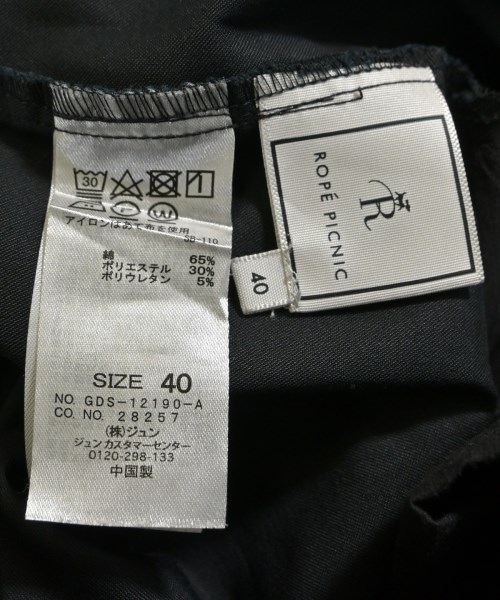 30
アイロンはあて布を使用
SB-119
綿 65%
ポリエステル 30%
ポリウレタン 5%
SIZE 40
NO. GDS-12190-A
CO. NO. 28257
(株)ジュン
ジュン カスタマーセンター
0120-298-133
中国製
40
R
ROPÉ PICNIC